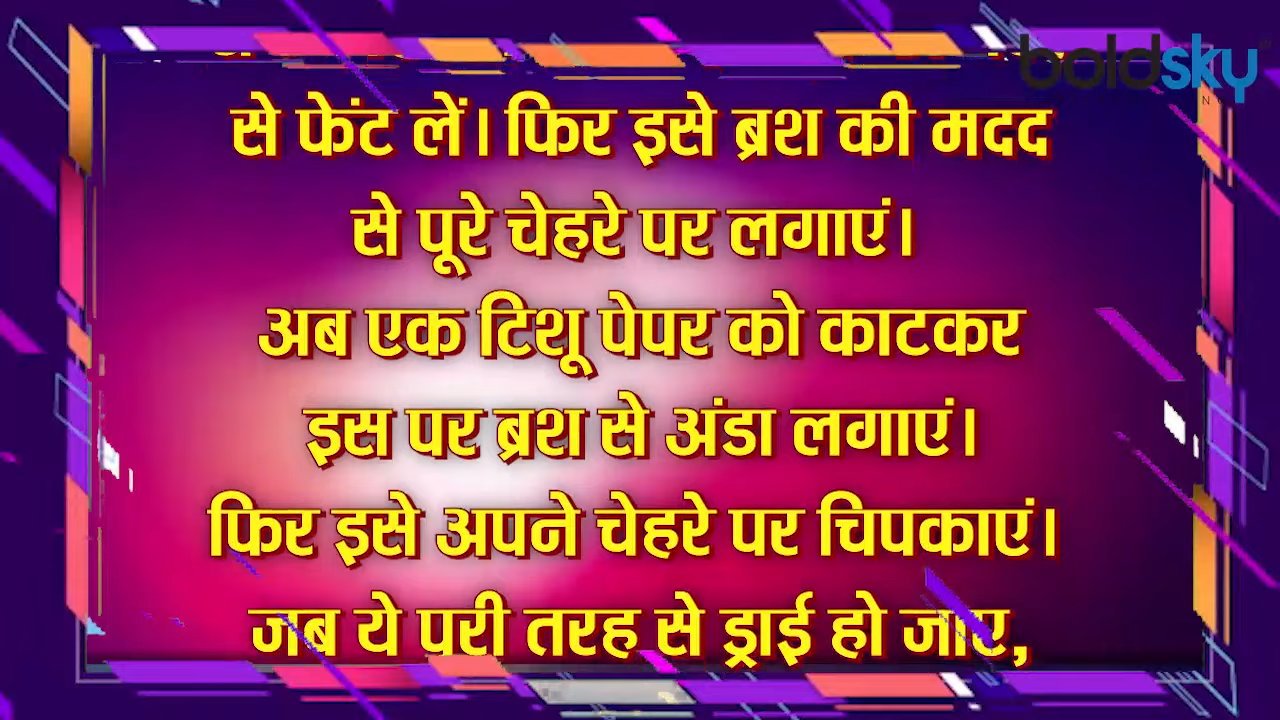 boldsky
से फेंट लें। फिर इसे ब्रश की मदद
से पूरे चेहरे पर लगाएं।
अब एक टिशू पेपर को काटकर
इस पर ब्रश से अंडा लगाएं।
फिर इसे अपने चेहरे पर चिपकाएं।
जब ये पूरी तरह से ड्राई हो जाए,